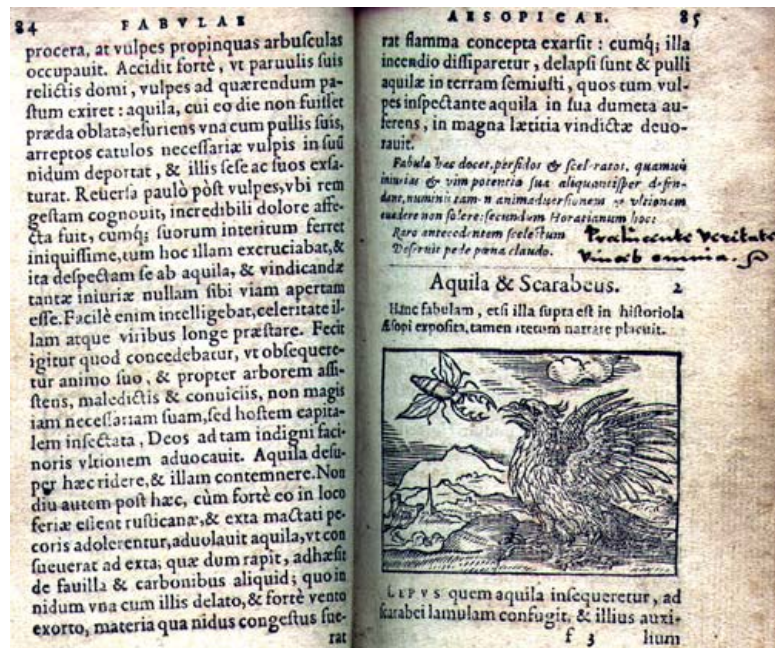 84 FABVLAE
procera, at vulpes propinquas arbuſculas
occupauit. Accidit fortè, vt paruulis ſuis
relictis domi, vulpes ad quærendum pa-
ſtum exiret: aquila, cui eo die non fuiſſet
præda oblata, eſuriens vna cum pullis ſuis,
arreptos catulos neceſſariæ vulpis in ſuũ
nidum deportat, & illis ſeſe ac ſuos exſa-
turat. Reuerſa paulò pòſt vulpes, vbi rem
geſtam cognouit, incredibili dolore affe-
cta fuit, cumq; ſuorum interitum ferret
iniquiſſimè, tum hoc illam excruciabat, &
ita deſpectam ſe ab aquila, & vindicandæ
tantæ iniuriæ nullam ſibi viam apertam
eſſe. Facilè enim intelligebat, celeritate il-
lam atque viribus longe præſtare. Fecit
igitur quod concedebatur, vt obſequere-
tur animo ſuo, & propter arborem aſſi-
ſtens, maledictis & conuiciis, non magis
iam neceſſariam ſuam, ſed hoſtem capita-
lem inſectata, Deos ad tam indigni faci-
noris vltionem aduocauit. Aquila deſu-
per hæc ridere, & illam contemnere. Non
diu autem poſt hæc, cùm fortè eo in loco
feriæ eſſent ruſticanæ, & exta mactati pe-
coris adolerentur, aduolauit aquila, vt con
ſueuerat ad exta; quæ dum rapit, adhæſit
de fauilla & carbonibus aliquid; quo in
nidum vna cum illis delato, & fortè vento
exorto, materia qua nidus congeſtus fue-
rat
AESOPICAE. 85
rat flamma concepta exarſit: cumq; illa
incendio diſſiparetur, delapſi ſunt & pulli
aquilæ in terram ſemiuſti, quos tum vul-
pes inſpectante aquila in ſua dumeta au-
ferens, in magna lætitia vindictæ deuo-
rauit.
Fabula hæc docet, perfidos & ſceleratos, quamuis
iniurias & vim potentia ſua aliquantiſper defen-
dant, numinis tamen animaduerſionem & vltionem
euadere non ſolere: ſecundum Horatianum hoc:
Raro antecedentem ſceleſtum
Deſeruit pede pœna claudo.
veritate
omnia.
Aquila & Scarabeus. 2
Hanc fabulam, etſi illa ſupra eſt in hiſtoriola
Æſopi expoſita, tamen iterum narrare placuit.
LEPVS quem aquila inſequeretur, ad
ſcarabei lamulam confugit, & illius auxi-
f 3 lium